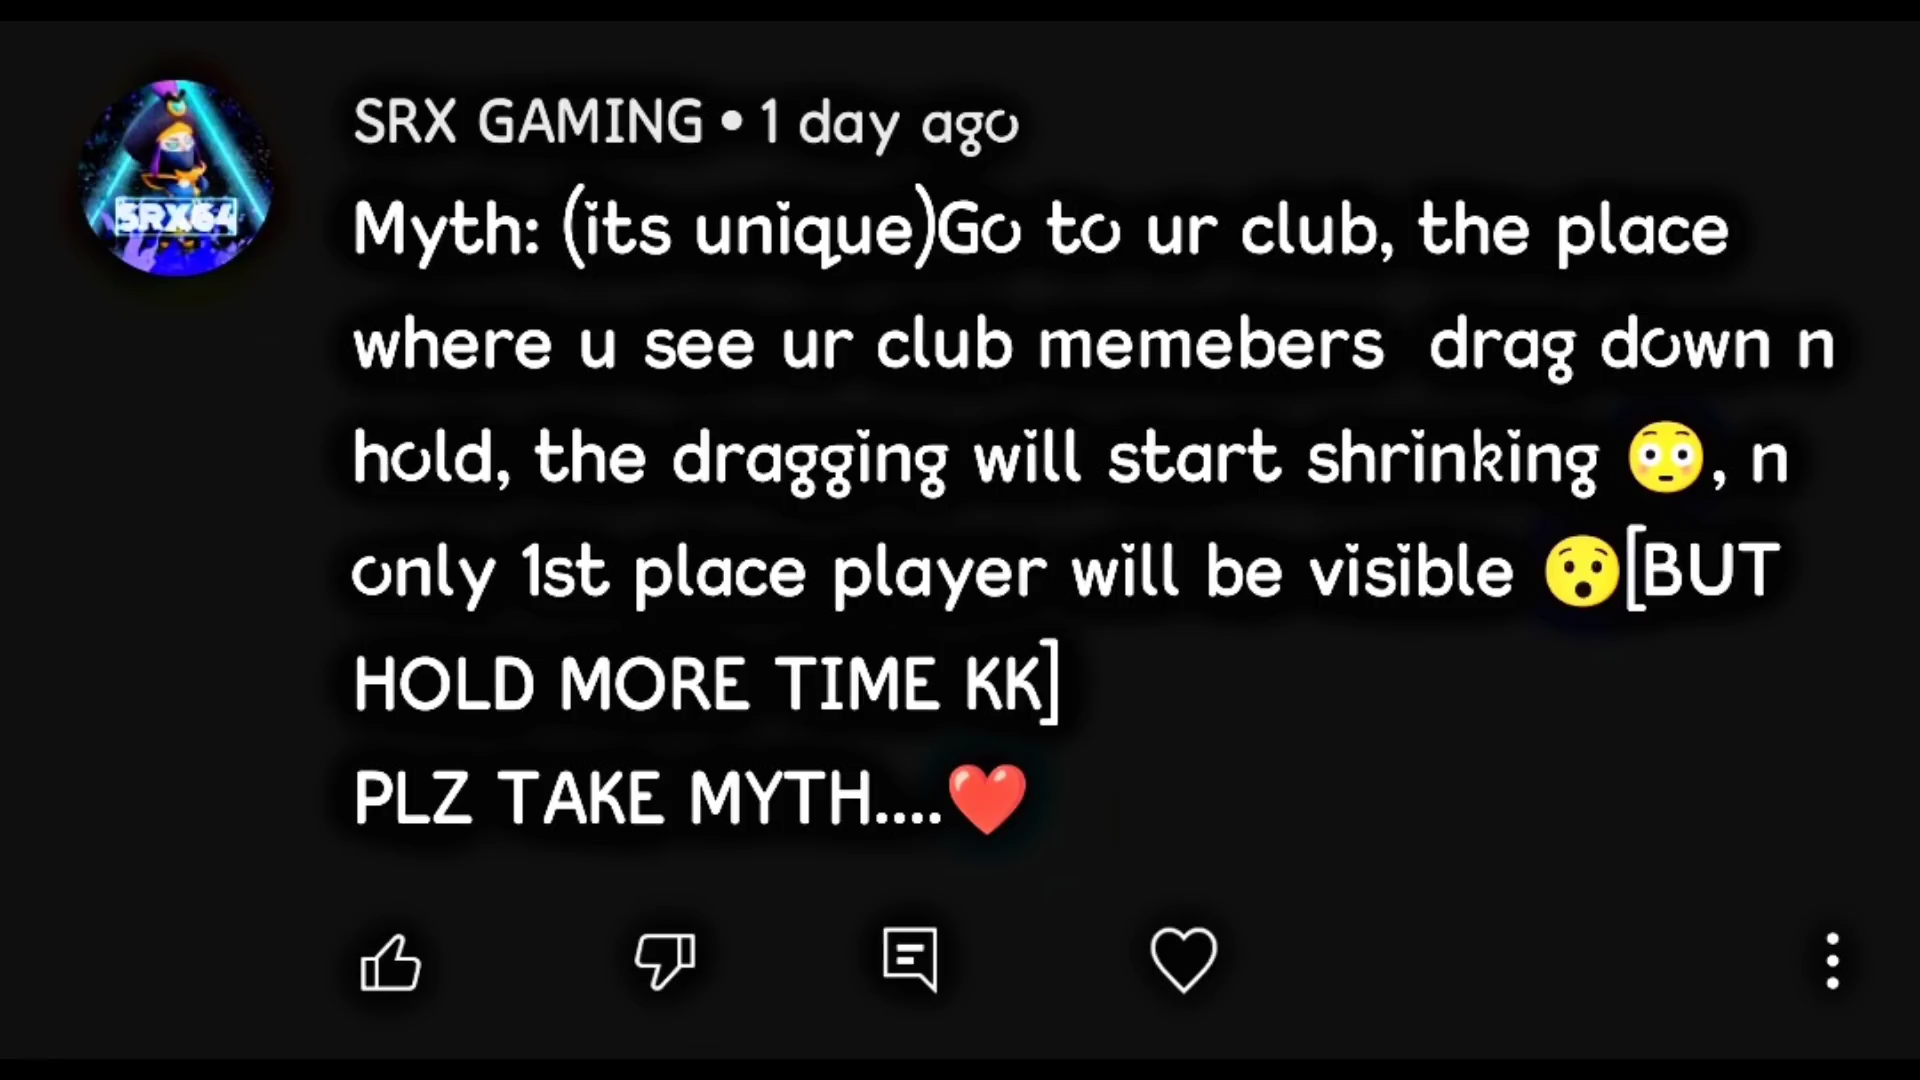 SRX64
SRX GAMING • 1 day ago
Myth: (its unique)Go to ur club, the place
where u see ur club memebers  drag down n
hold, the dragging will start shrinking 😳, n
only 1st place player will be visible 😯[BUT
HOLD MORE TIME KK]
PLZ TAKE MYTH....❤️